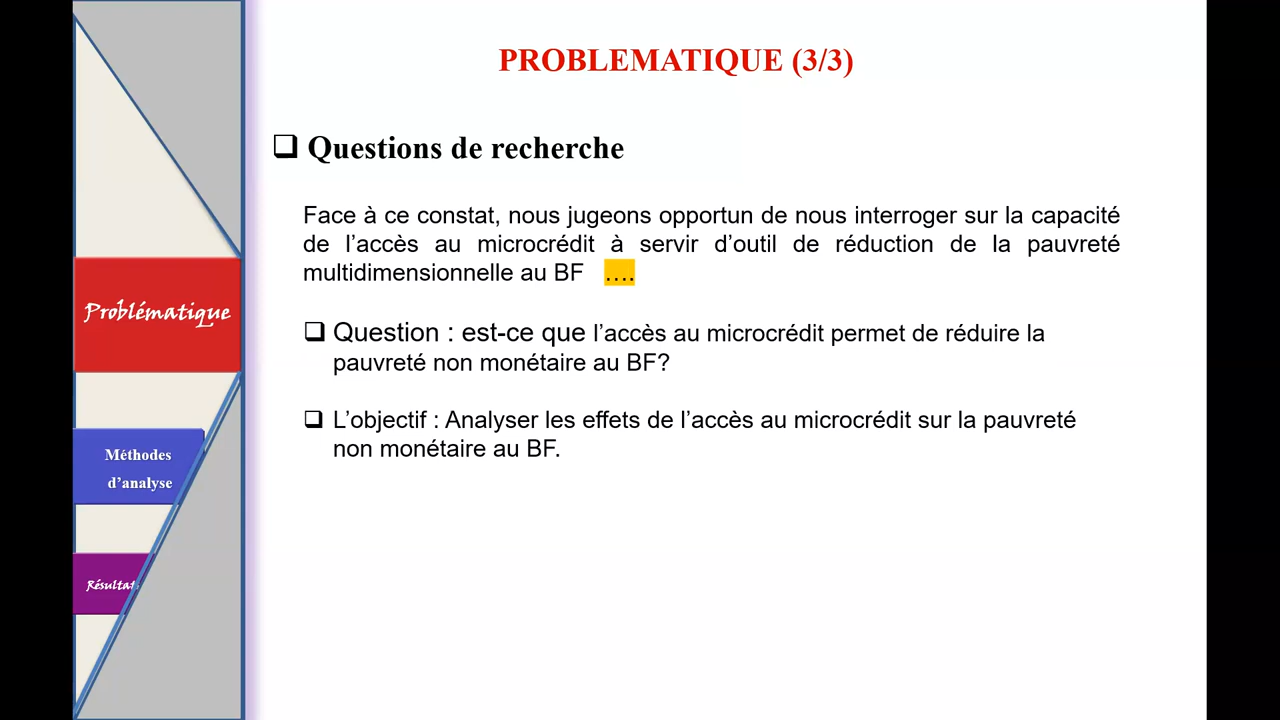 PROBLEMATIQUE (3/3)
Questions de recherche
Face à ce constat, nous jugeons opportun de nous interroger sur la capacité
de l’accès au microcrédit à servir d’outil de réduction de la pauvreté
multidimensionnelle au BF ….
Question : est-ce que l’accès au microcrédit permet de réduire la
pauvreté non monétaire au BF?
L’objectif : Analyser les effets de l’accès au microcrédit sur la pauvreté
non monétaire au BF.
Problématique
Méthodes
d’analyse
Résultat